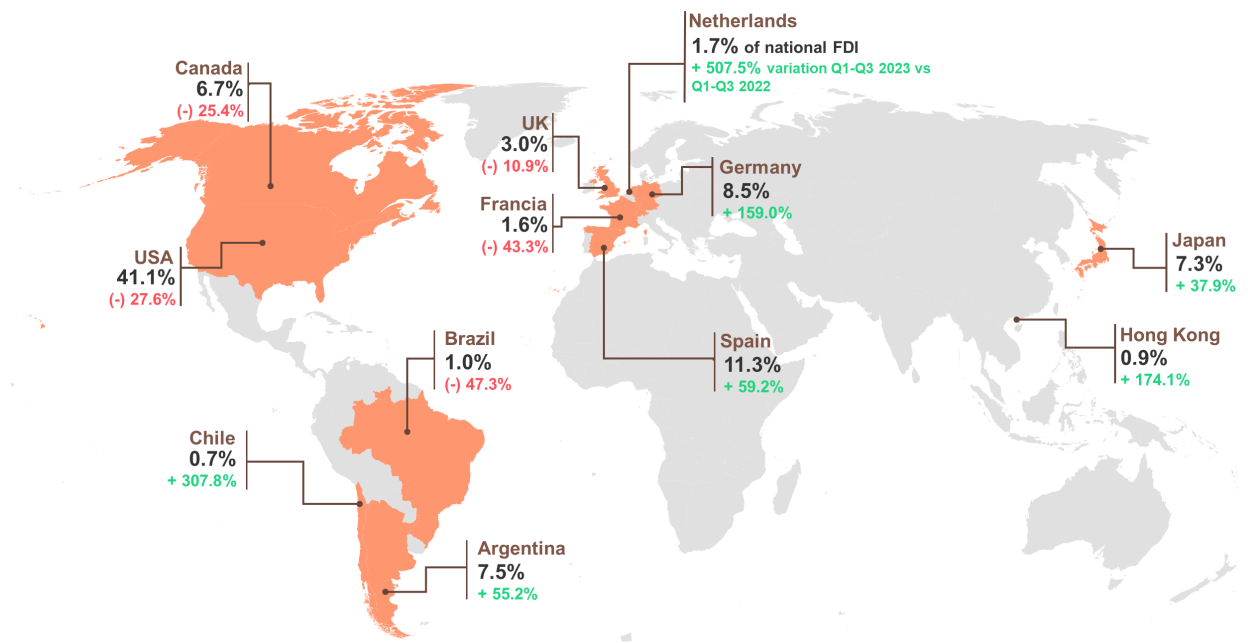 Netherlands
1.7% of national FDI
+ 507.5% variation Q1-Q3 2023 vs
Q1-Q3 2022
Canada
6.7%
(-) 25.4%
UK
3.0%
(-) 10.9%
Germany
8.5%
+ 159.0%
Francia
1.6%
(-) 43.3%
USA
41.1%
(-) 27.6%
Japan
7.3%
+ 37.9%
Brazil
1.0%
(-) 47.3%
Spain
11.3%
+ 59.2%
Hong Kong
0.9%
+ 174.1%
Chile
0.7%
+ 307.8%
Argentina
7.5%
+ 55.2%